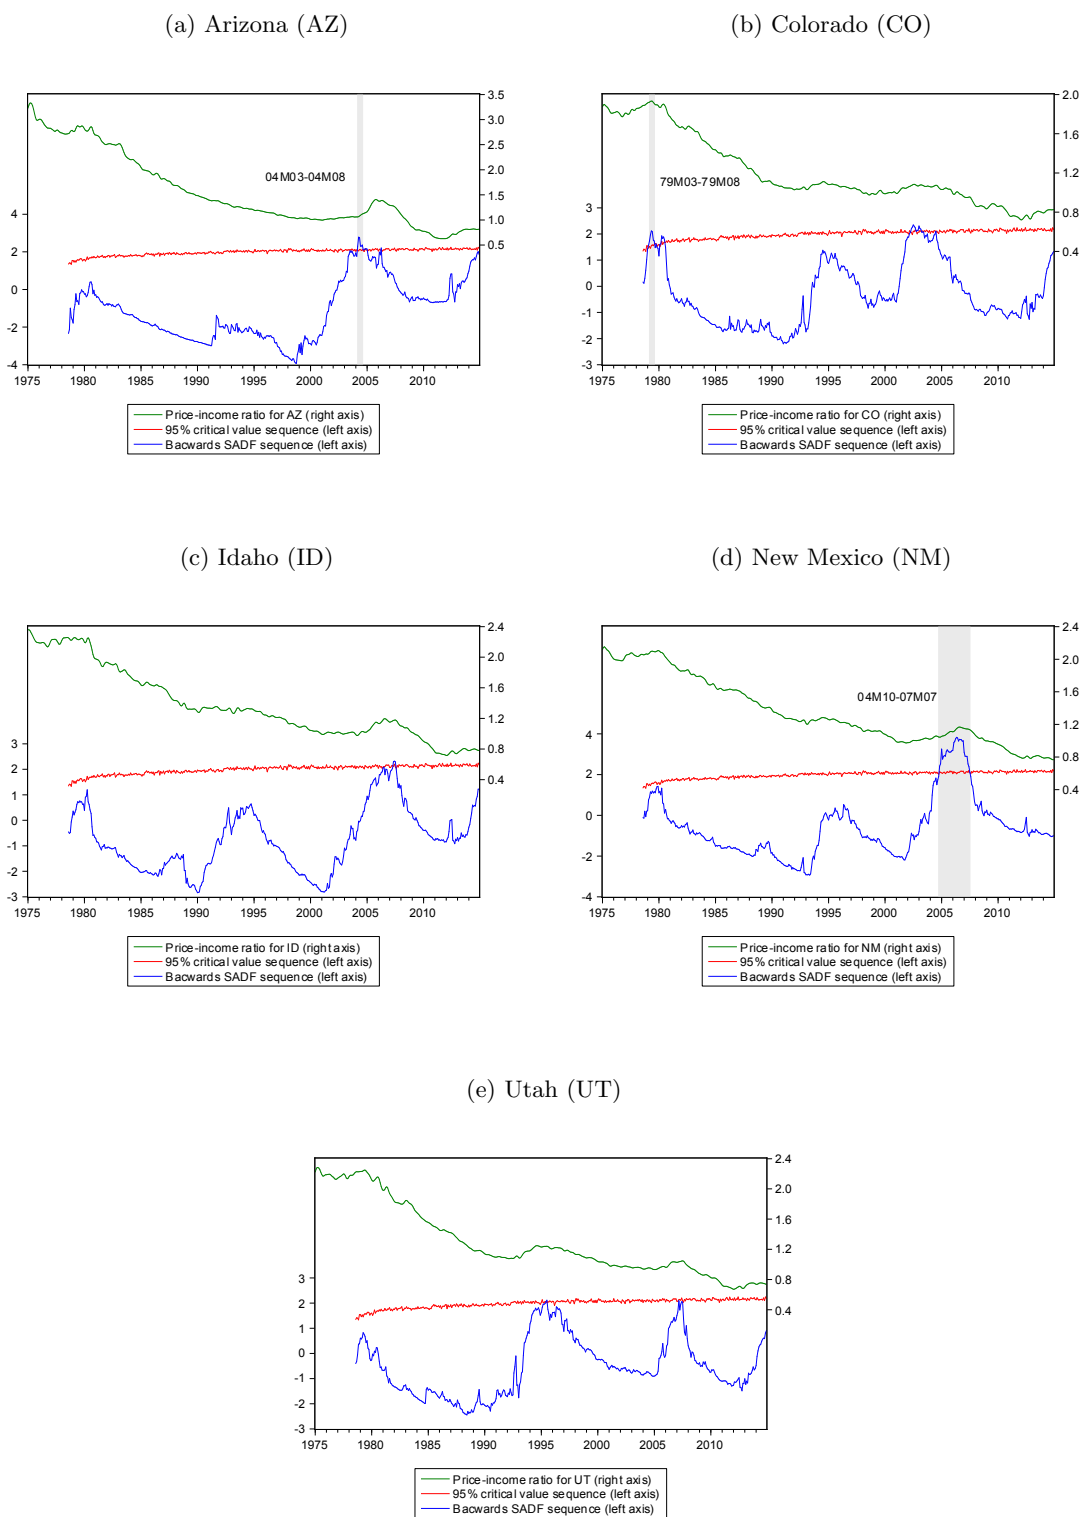 (a) Arizona (AZ)
3.5
3.0
2.5
2.0
1.5
1.0
0.5
4
2
0
-2
-4
04M03-04M08
1975 1980 1985 1990 1995 2000 2005 2010
Price-income ratio for AZ (right axis)
95% critical value sequence (left axis)
Bacwards SADF sequence (left axis)
(b) Colorado (CO)
2.0
1.6
1.2
0.8
0.4
3
2
1
0
-1
-2
-3
79M03-79M08
1975 1980 1985 1990 1995 2000 2005 2010
Price-income ratio for CO (right axis)
95% critical value sequence (left axis)
Bacwards SADF sequence (left axis)
(c) Idaho (ID)
2.4
2.0
1.6
1.2
0.8
0.4
3
2
1
0
-1
-2
-3
1975 1980 1985 1990 1995 2000 2005 2010
Price-income ratio for ID (right axis)
95% critical value sequence (left axis)
Bacwards SADF sequence (left axis)
(d) New Mexico (NM)
2.4
2.0
1.6
1.2
0.8
0.4
4
2
0
-2
-4
04M10-07M07
1975 1980 1985 1990 1995 2000 2005 2010
Price-income ratio for NM (right axis)
95% critical value sequence (left axis)
Bacwards SADF sequence (left axis)
(e) Utah (UT)
2.4
2.0
1.6
1.2
0.8
0.4
3
2
1
0
-1
-2
-3
1975 1980 1985 1990 1995 2000 2005 2010
Price-income ratio for UT (right axis)
95% critical value sequence (left axis)
Bacwards SADF sequence (left axis)